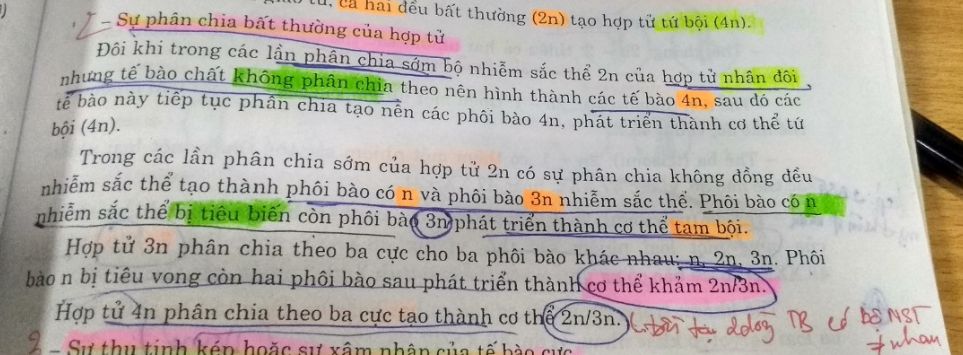 cả hai đều bất thường (2n) tạo hợp tử tứ bội (4n).
- Sự phân chia bất thường của hợp tử
Đôi khi trong các lần phân chia sớm bộ nhiễm sắc thể 2n của hợp tử nhân đôi
nhưng tế bào chất không phân chia theo nên hình thành các tế bào 4n, sau đó các
tế bào này tiếp tục phân chia tạo nên các phôi bào 4n, phát triển thành cơ thể tứ
bội (4n).
Trong các lần phân chia sớm của hợp tử 2n có sự phân chia không đồng đều
nhiễm sắc thể tạo thành phôi bào có n và phôi bào 3n nhiễm sắc thể. Phôi bào có n
nhiễm sắc thể bị tiêu biến còn phôi bào 3n phát triển thành cơ thể tam bội.
Hợp tử 3n phân chia theo ba cực cho ba phôi bào khác nhau: n, 2n, 3n. Phôi
bào n bị tiêu vong còn hai phôi bào sau phát triển thành cơ thể khảm 2n/3n.
Hợp tử 4n phân chia theo ba cực tạo thành cơ thể 2n/3n.
TB có bộ NST
≠ nhau
2
- Sự thụ tinh kép hoặc sự xâm nhập của tế bào cực